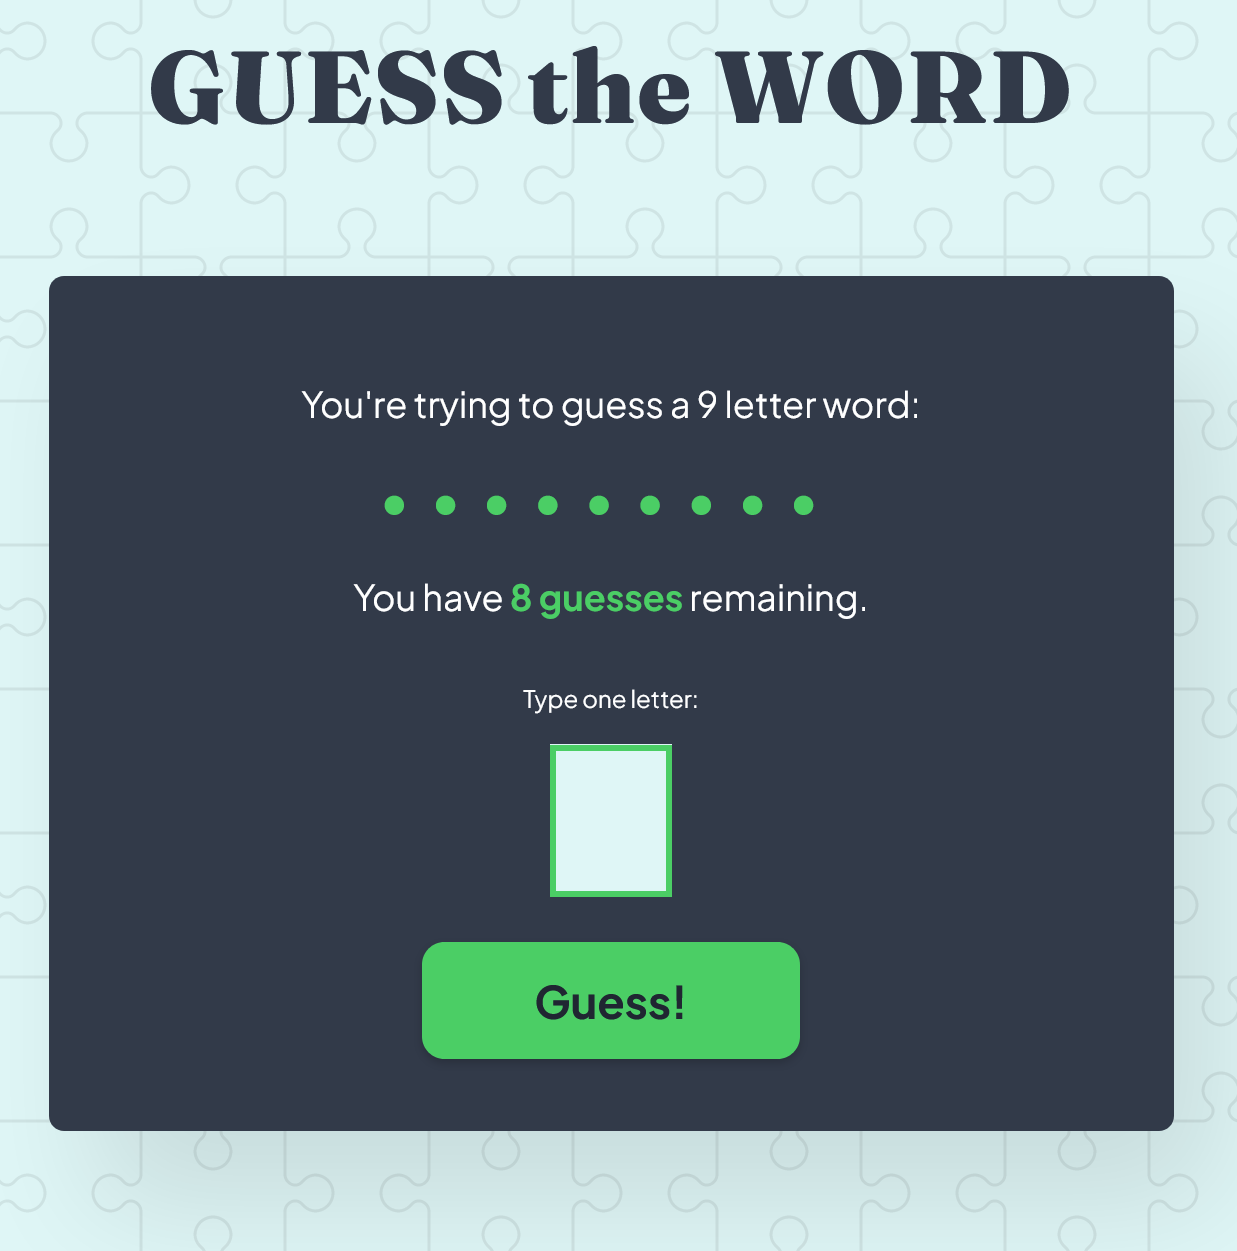 GUESS the WORD
You're trying to guess a 9 letter word:
You have 8 guesses remaining.
Type one letter:
Guess!